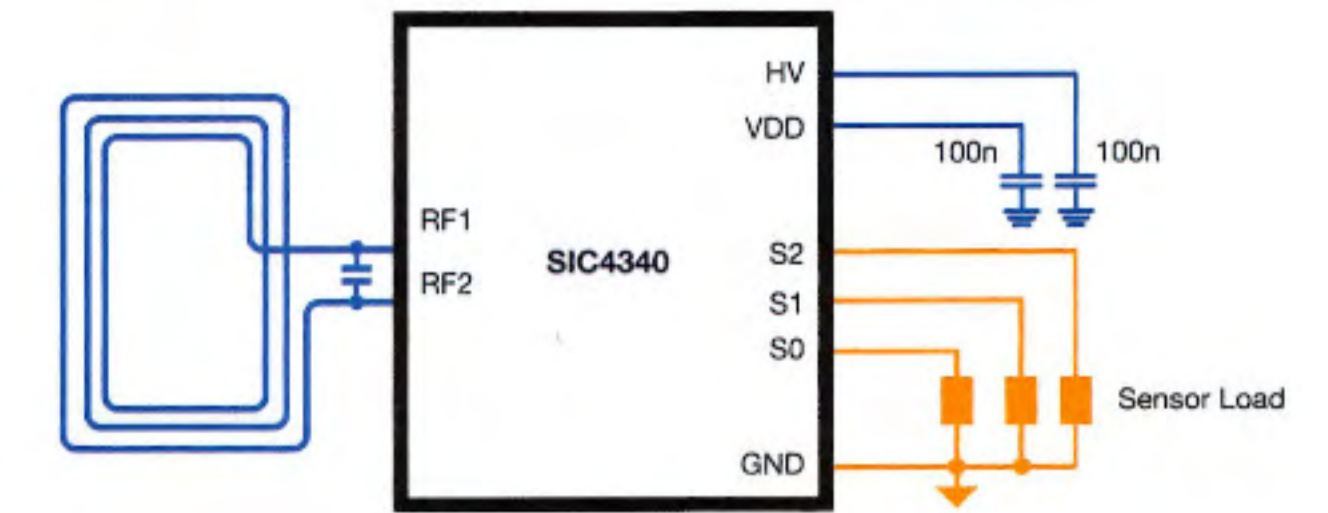 HV
VDD
100n
100n
RF1
RF2
SIC4340
S2
S1
S0
Sensor Load
GND